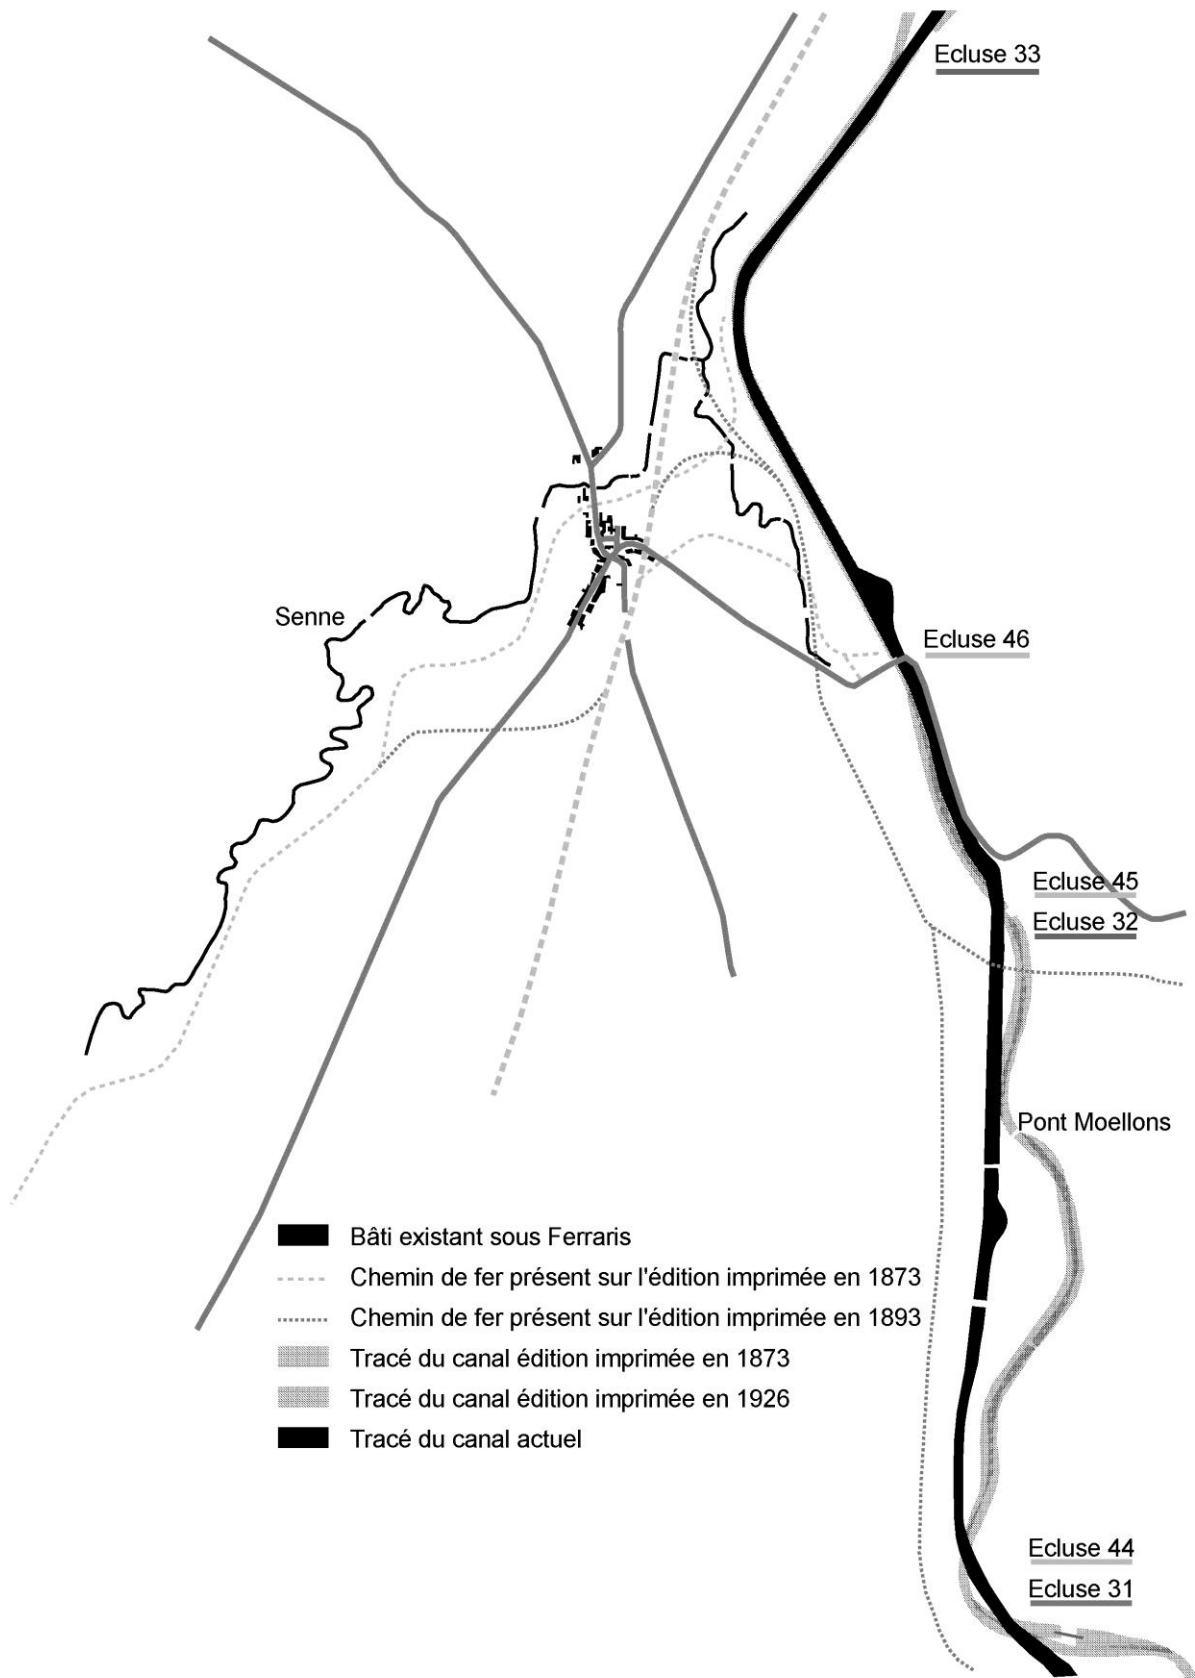 Ecluse 33
Senne
Ecluse 46
Ecluse 45
Ecluse 32
Pont Moellons
Bâti existant sous Ferraris
Chemin de fer présent sur l'édition imprimée en 1873
Chemin de fer présent sur l'édition imprimée en 1893
Tracé du canal édition imprimée en 1873
Tracé du canal édition imprimée en 1926
Tracé du canal actuel
Ecluse 44
Ecluse 31